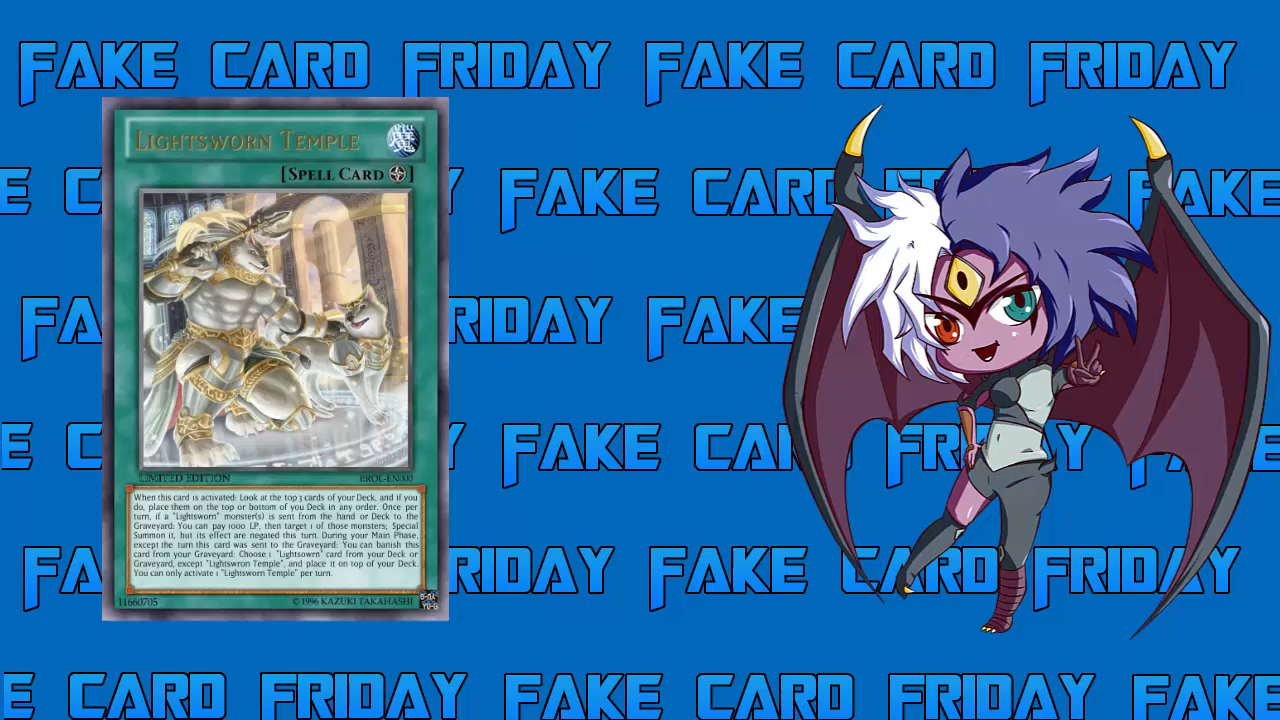 Fake Card Friday Fake Card Friday
Lightsworn Temple
[Spell Card]
E C Fake Card Fake
Fa Riday Fake
E C Fake Card Friday Fake
Fa Riday Fake Card Friday
E Card Friday Fake Card Friday Fake
LIMITED EDITION BROL-EN000
When this card is activated: Look at the top 3 cards of your Deck, and if you
do, place them on the top or bottom of you Deck in any order. Once per
turn, if a "Lightsworn" monster(s) is sent from the hand or Deck to the
Graveyard: You can pay 1000 LP, then target 1 of those monsters; Special
Summon it, but its effect are negated this turn. During your Main Phase,
except the turn this card was sent to the Graveyard: You can banish this
card from your Graveyard: Choose 1 "Lightsworn" card from your Deck or
Graveyard, except "Lightswron Temple", and place it on top of your Deck.
You can only activate 1 "Lightsworn Temple" per turn.
11660705 © 1996 KAZUKI TAKAHASHI